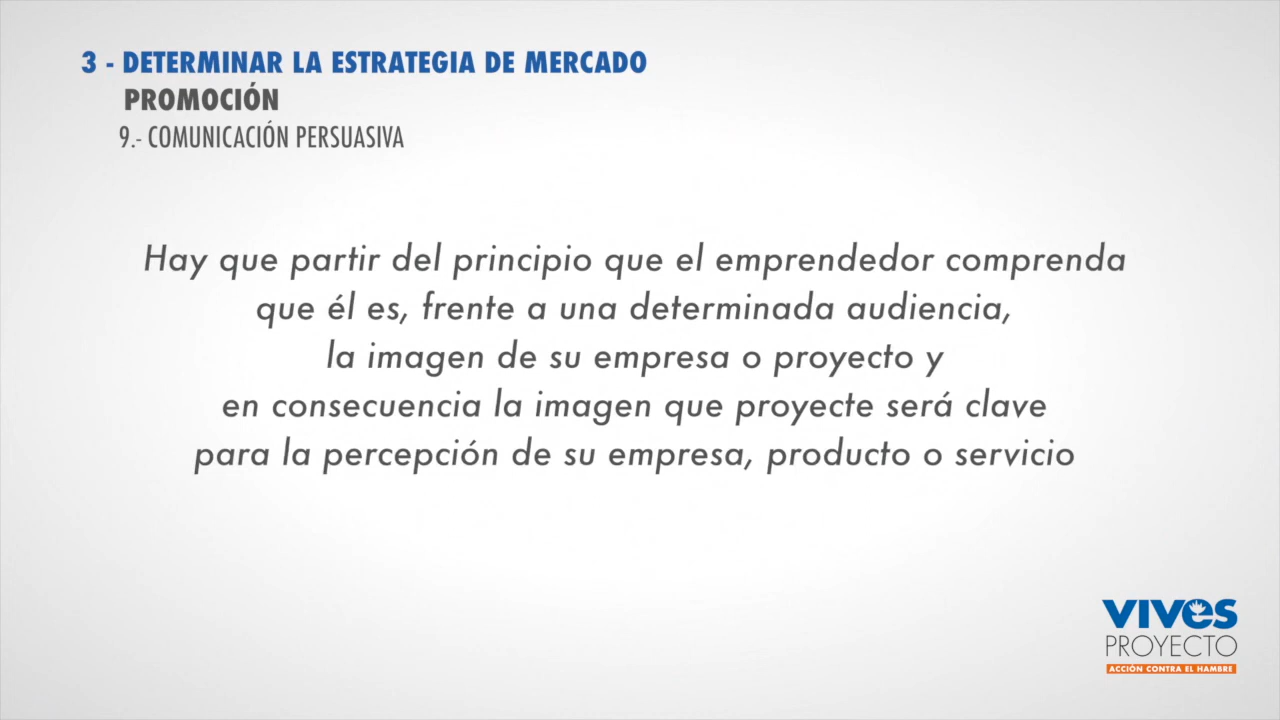 3 - DETERMINAR LA ESTRATEGIA DE MERCADO
PROMOCIÓN
9.- COMUNICACIÓN PERSUASIVA
Hay que partir del principio que el emprendedor comprenda
que él es, frente a una determinada audiencia,
la imagen de su empresa o proyecto y
en consecuencia la imagen que proyecte será clave
para la percepción de su empresa, producto o servicio
VIVES
PROYECTO
ACCIÓN CONTRA EL HAMBRE